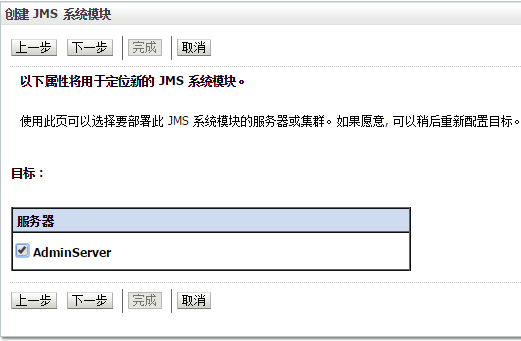 创建 JMS 系统模块
上一步 下一步 完成 取消
以下属性将用于定位新的 JMS 系统模块。
使用此页可以选择要部署此 JMS 系统模块的服务器或集群。如果愿意, 可以稍后重新配置目标。
目标：
服务器
AdminServer
上一步 下一步 完成 取消